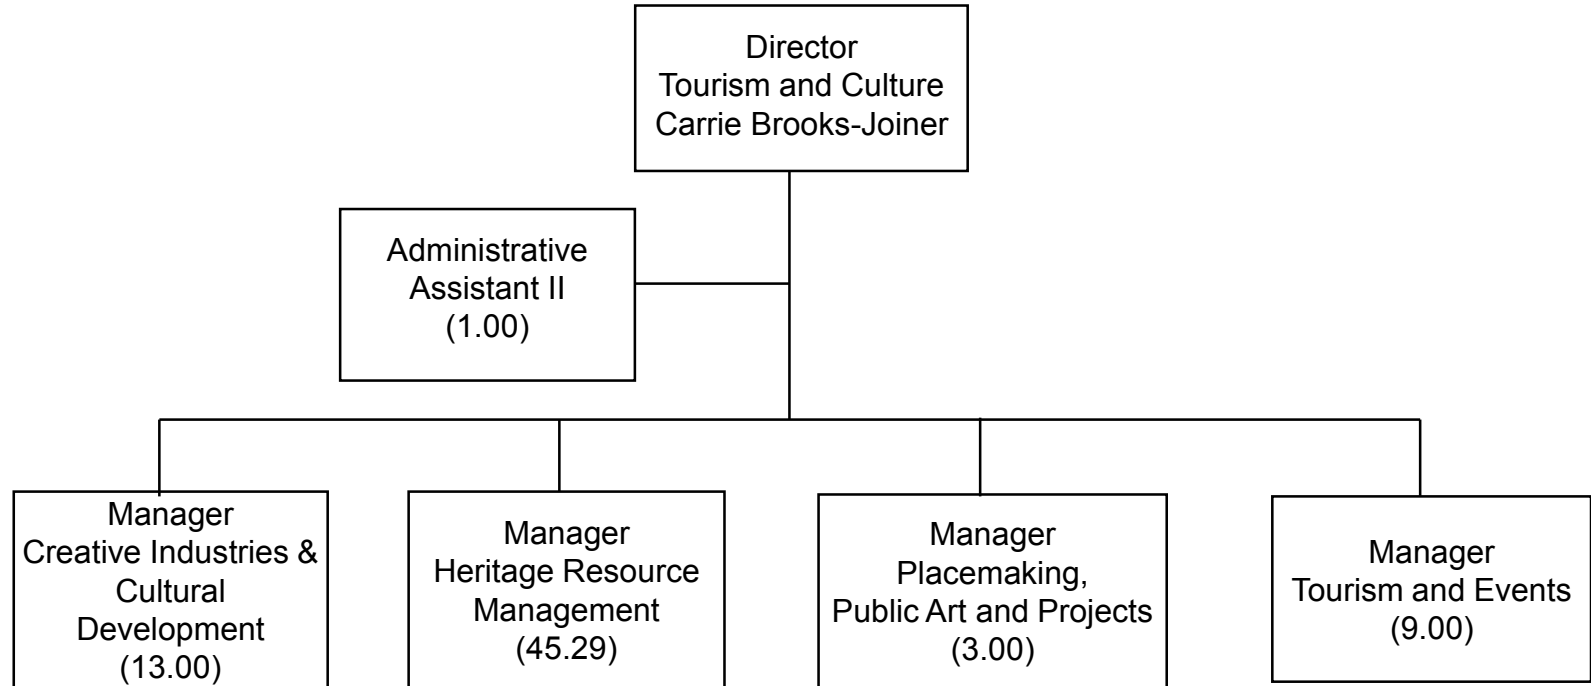 Director
Tourism and Culture
Carrie Brooks-Joiner
Administrative
Assistant II
(1.00)
Manager
Creative Industries &
Cultural
Development
(13.00)
Manager
Heritage Resource
Management
(45.29)
Manager
Placemaking,
Public Art and Projects
(3.00)
Manager
Tourism and Events
(9.00)